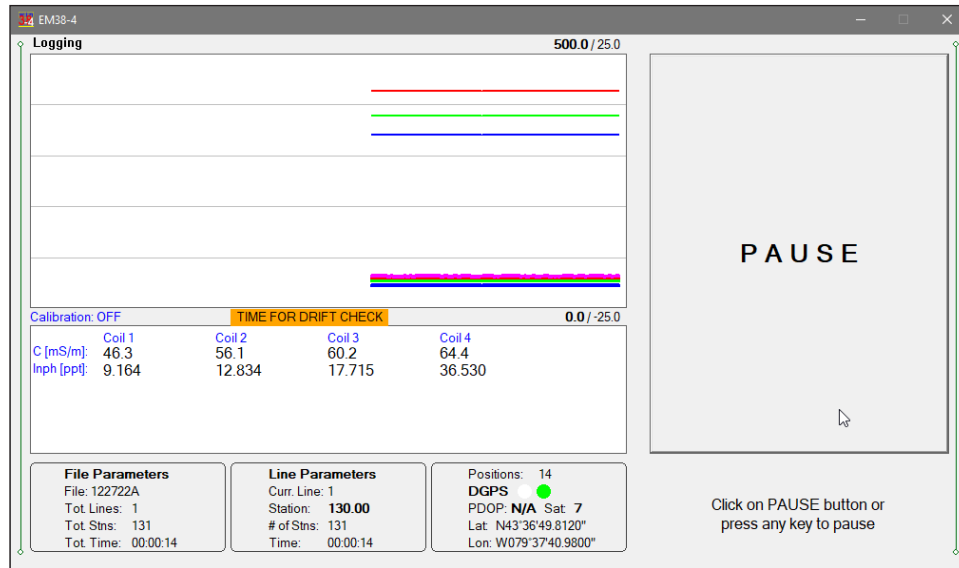 EM38-4
Logging 500.0 / 25.0
Calibration: OFF TIME FOR DRIFT CHECK 0.0 / -25.0
Coil 1 Coil 2 Coil 3 Coil 4
C [mS/m]: 46.3 56.1 60.2 64.4
Inph [ppt]: 9.164 12.834 17.715 36.530
PAUSE
File Parameters
File: 122722A
Tot. Lines: 1
Tot. Stns: 131
Tot. Time: 00:00:14
Line Parameters
Curr. Line: 1
Station: 130.00
# of Stns: 131
Time: 00:00:14
Positions: 14
DGPS
PDOP: N/A Sat: 7
Lat: N43°36'49.8120"
Lon: W079°37'40.9800"
Click on PAUSE button or
press any key to pause